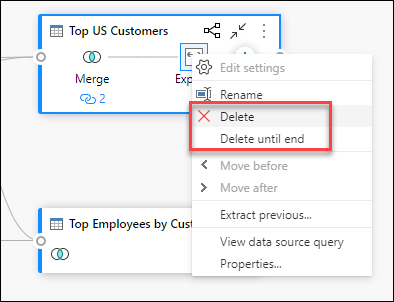 Top US Customers
Merge
Exp
2
Edit settings
Rename
Delete
Delete until end
Move before
Move after
Extract previous...
View data source query
Properties...
Top Employees by Cust